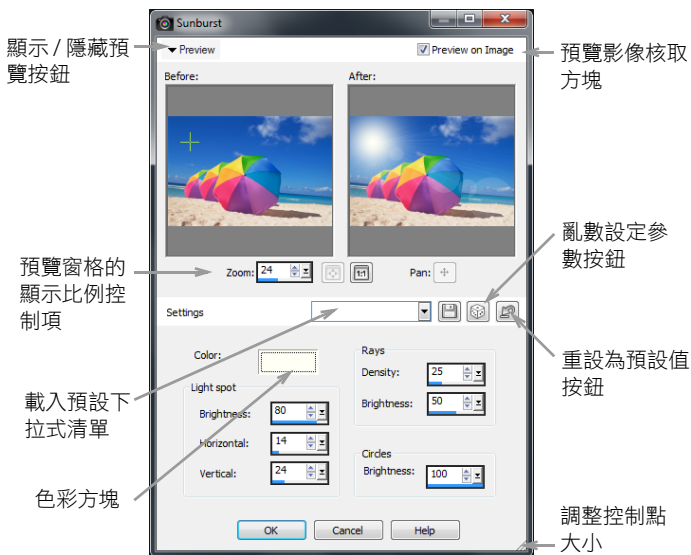 Sunburst
顯示 / 隱藏預
覽按鈕
Preview
Preview on Image
預覽影像核取
方塊
Before:
After:
預覽窗格的
顯示比例控
制項
Zoom: 24
1:1
Pan:
亂數設定參
數按鈕
Settings
重設為預設值
按鈕
載入預設下
拉式清單
Color:
Light spot
Brightness: 80
Horizontal: 14
Vertical: 24
Rays
Density: 25
Brightness: 50
Circles
Brightness: 100
色彩方塊
OK
Cancel
Help
調整控制點
大小